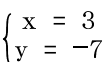 x = 3
y = −7